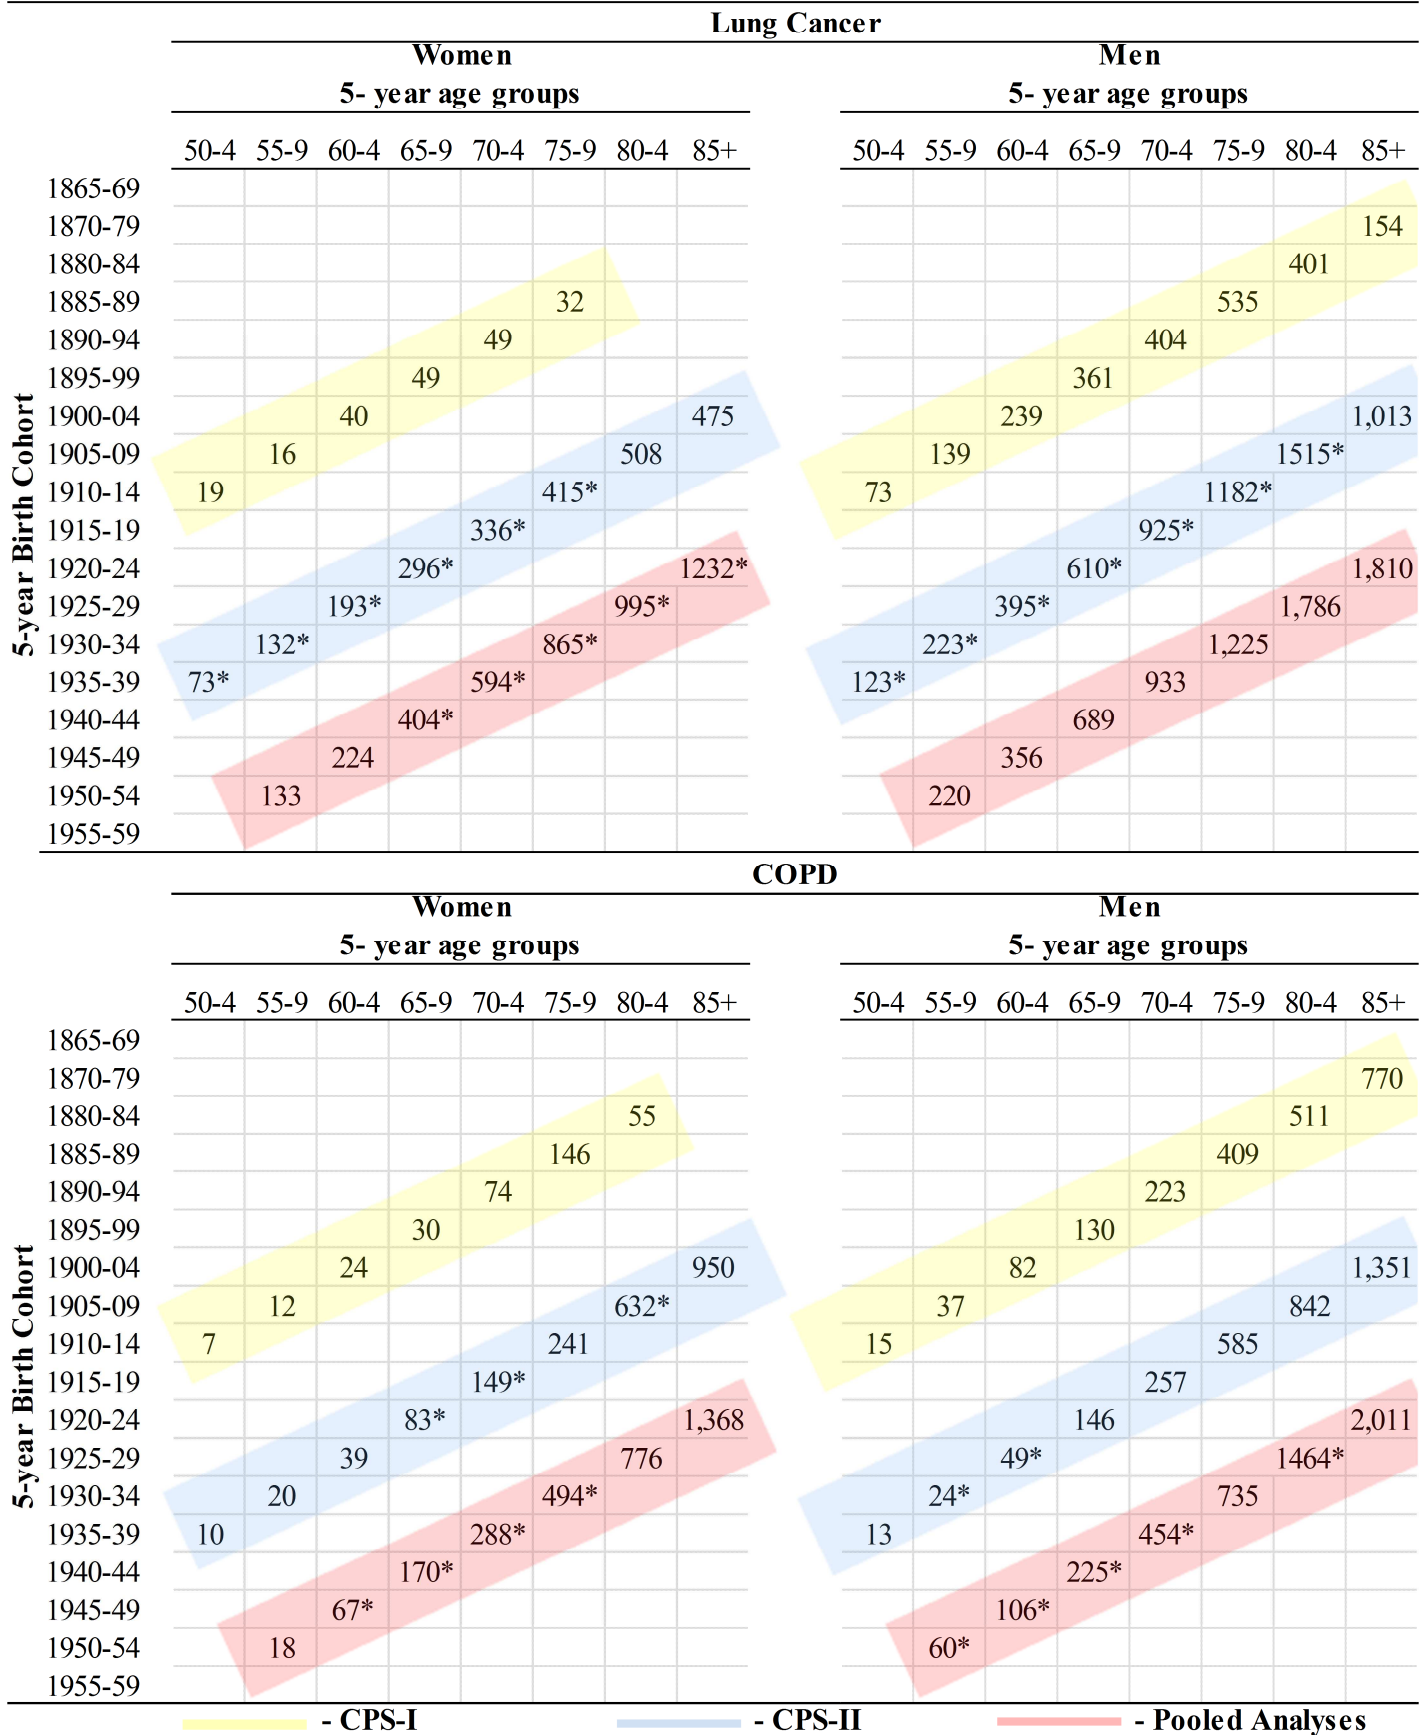 Lung Cancer
Women Men
5- year age groups 5- year age groups
50-4 55-9 60-4 65-9 70-4 75-9 80-4 85+ 50-4 55-9 60-4 65-9 70-4 75-9 80-4 85+
5-year Birth Cohort
1865-69
1870-79 154
1880-84 401
1885-89 32 535
1890-94 49 404
1895-99 49 361
1900-04 40 475 239 1,013
1905-09 16 508 139 1515*
1910-14 19 415* 73 1182*
1915-19 336* 925*
1920-24 296* 1232* 610* 1,810
1925-29 193* 995* 395* 1,786
1930-34 132* 865* 223* 1,225
1935-39 73* 594* 123* 933
1940-44 404* 689
1945-49 224 356
1950-54 133 220
1955-59
COPD
Women Men
5- year age groups 5- year age groups
50-4 55-9 60-4 65-9 70-4 75-9 80-4 85+ 50-4 55-9 60-4 65-9 70-4 75-9 80-4 85+
5-year Birth Cohort
1865-69
1870-79 770
1880-84 55 511
1885-89 146 409
1890-94 74 223
1895-99 30 130
1900-04 24 950 82 1,351
1905-09 12 632* 37 842
1910-14 7 241 15 585
1915-19 149* 257
1920-24 83* 1,368 146 2,011
1925-29 39 776 49* 1464*
1930-34 20 494* 24* 735
1935-39 10 288* 13 454*
1940-44 170* 225*
1945-49 67* 106*
1950-54 18 60*
1955-59
- CPS-I - CPS-II - Pooled Analyses